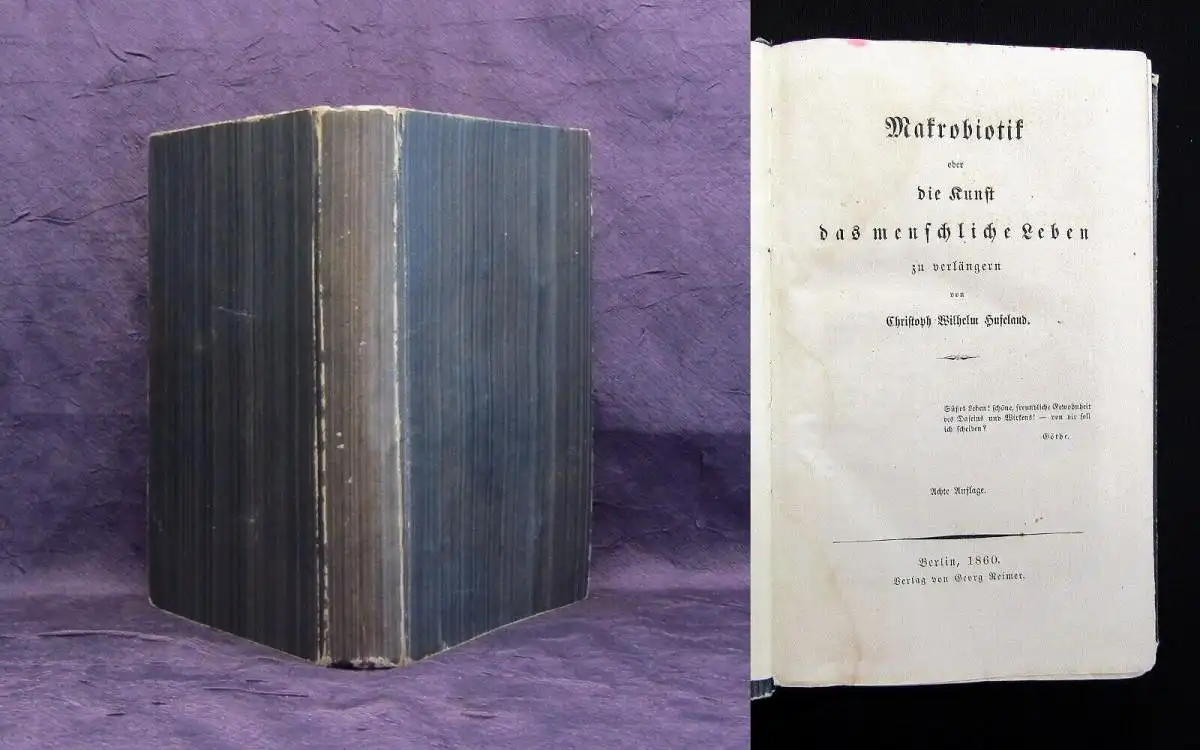 Makrobiotik
oder
die Kunst
das menschliche Leben
zu verlängern
von
Christoph Wilhelm Hufeland.
Süßes Leben! schöne, freundliche Gewohnheit
des Daseins und Wirkens! — von dir soll
ich scheiden?
Göthe.
Achte Auflage.
Berlin, 1860.
Verlag von Georg Reimer.